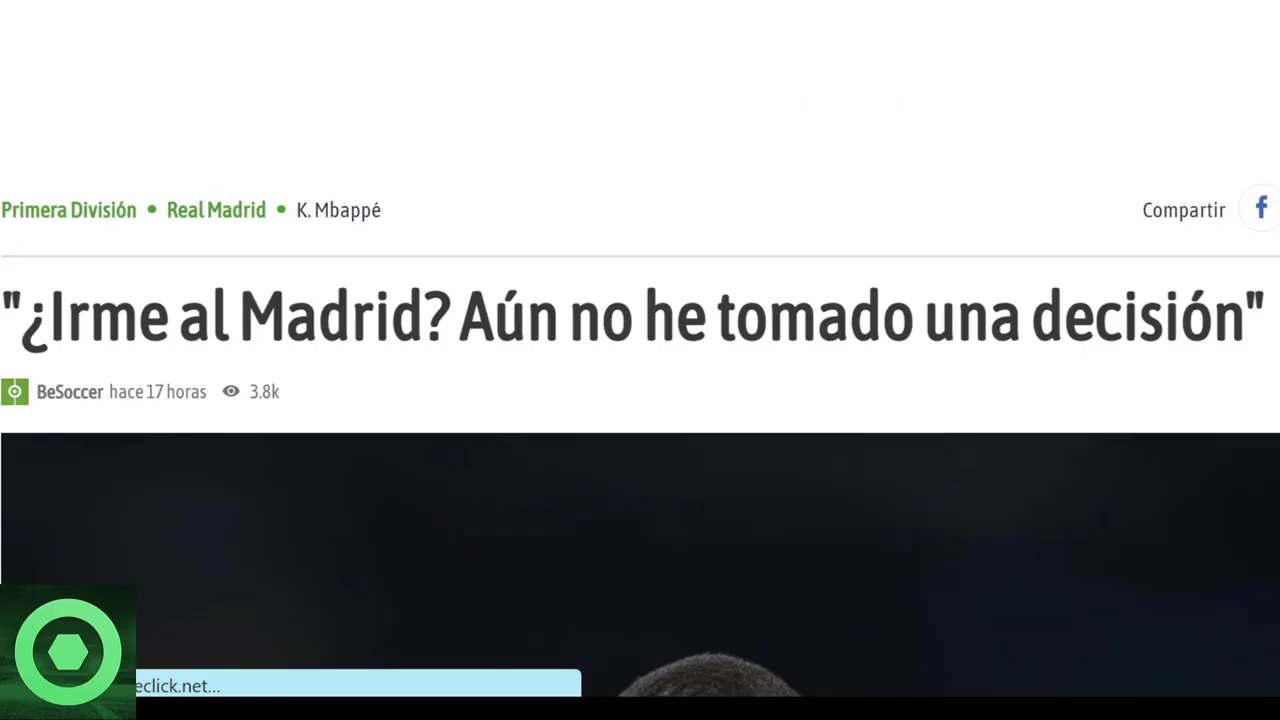 Primera División • Real Madrid • K. Mbappé
Compartir
"¿Irme al Madrid? Aún no he tomado una decisión"
BeSoccer hace 17 horas 3.8k
eclick.net...